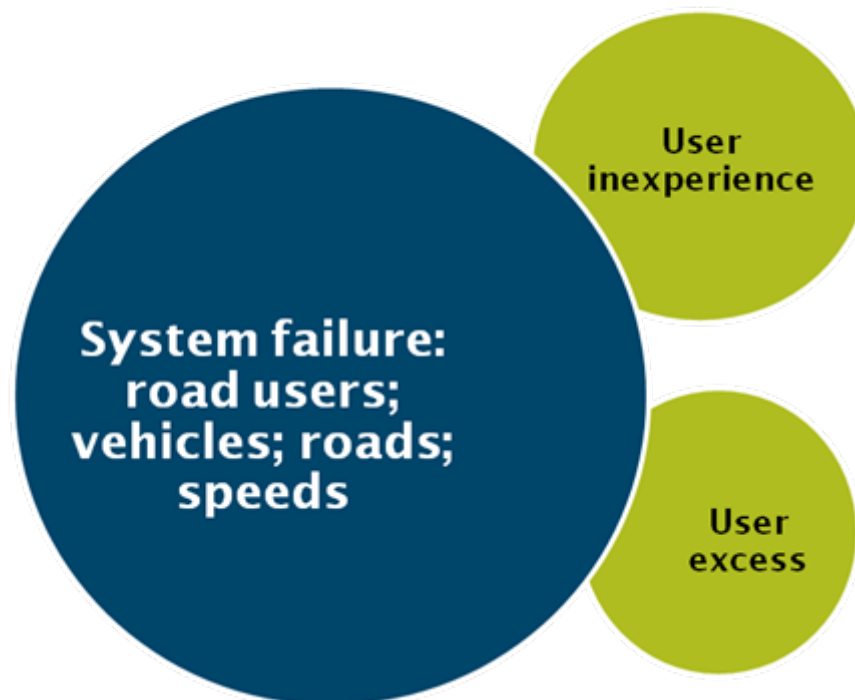 User
inexperience
System failure:
road users;
vehicles; roads;
speeds
User
excess